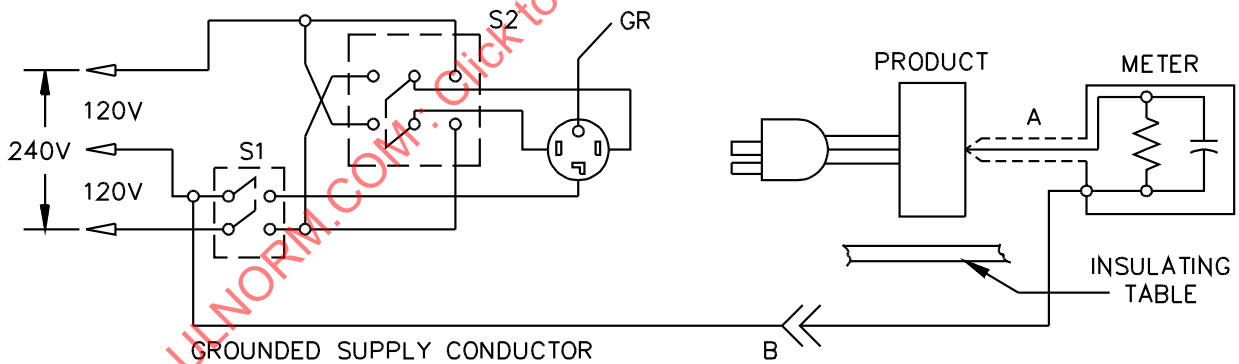 S2
GR
120V
240V
120V
S1
PRODUCT
METER
A
INSULATING
TABLE
GROUNDED SUPPLY CONDUCTOR
B
ULNORM.COM : Click to